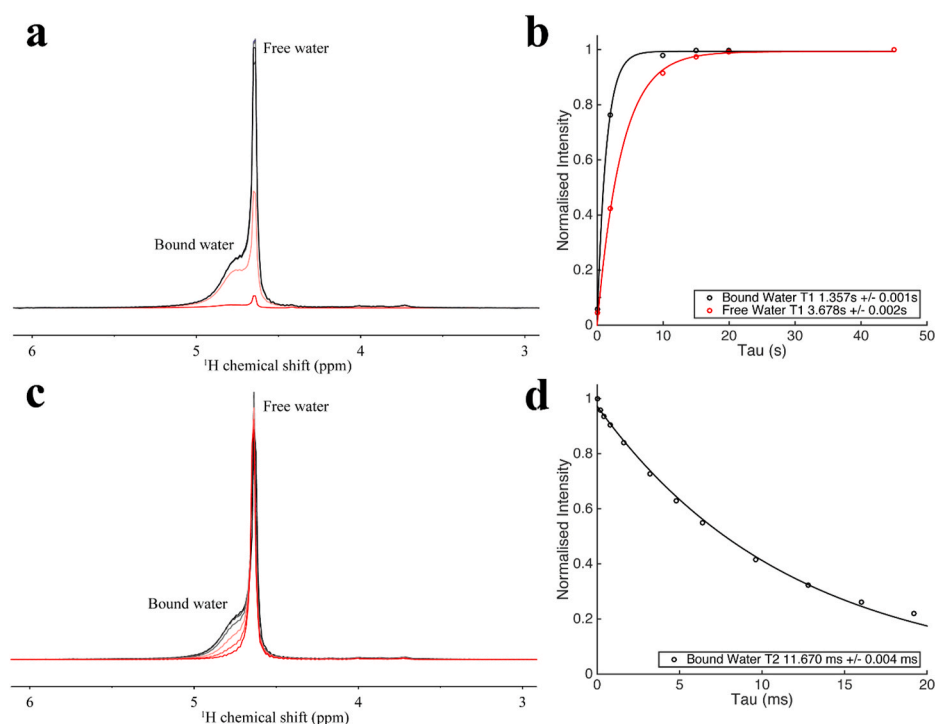 a
Free water
Bound water
6
5
4
3
¹H chemical shift (ppm)
b
Normalised Intensity
1
0.8
0.6
0.4
0.2
0
Bound Water T1 1.357s +/- 0.001s
Free Water T1 3.678s +/- 0.002s
0
10
20
30
40
50
Tau (s)
c
Free water
Bound water
6
5
4
3
¹H chemical shift (ppm)
d
Normalised Intensity
1
0.8
0.6
0.4
0.2
0
Bound Water T2 11.670 ms +/- 0.004 ms
0
5
10
15
20
Tau (ms)